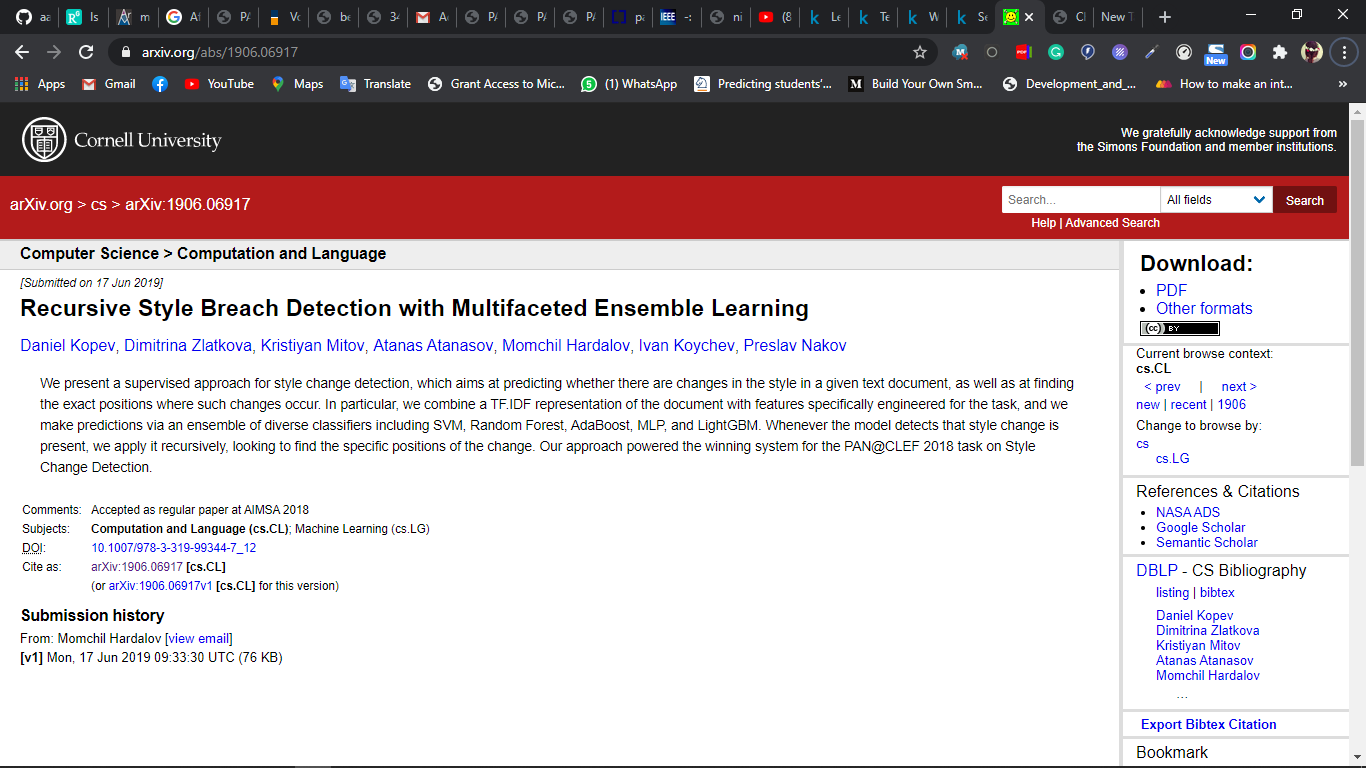 aa
Is
m
Af
PA
Vo
be
34
M
PA
PA
PA
pa
IEEE
-:
ni
(8
Le
Te
W
Se
Cl
New T
arxiv.org/abs/1906.06917
New
Apps
Gmail
YouTube
Maps
Translate
Grant Access to Mic...
(1) WhatsApp
Predicting students'...
Build Your Own Sm...
Development_and_...
How to make an int...
»
Cornell University
We gratefully acknowledge support from
the Simons Foundation and member institutions.
arXiv.org > cs > arXiv:1906.06917
Search...
All fields
Search
Help | Advanced Search
Computer Science > Computation and Language
[Submitted on 17 Jun 2019]
Recursive Style Breach Detection with Multifaceted Ensemble Learning
Daniel Kopev, Dimitrina Zlatkova, Kristiyan Mitov, Atanas Atanasov, Momchil Hardalov, Ivan Koychev, Preslav Nakov
We present a supervised approach for style change detection, which aims at predicting whether there are changes in the style in a given text document, as well as at finding
the exact positions where such changes occur. In particular, we combine a TF.IDF representation of the document with features specifically engineered for the task, and we
make predictions via an ensemble of diverse classifiers including SVM, Random Forest, AdaBoost, MLP, and LightGBM. Whenever the model detects that style change is
present, we apply it recursively, looking to find the specific positions of the change. Our approach powered the winning system for the PAN@CLEF 2018 task on Style
Change Detection.
Comments: Accepted as regular paper at AIMSA 2018
Subjects: Computation and Language (cs.CL); Machine Learning (cs.LG)
DOI: 10.1007/978-3-319-99344-7_12
Cite as: arXiv:1906.06917 [cs.CL]
(or arXiv:1906.06917v1 [cs.CL] for this version)
Submission history
From: Momchil Hardalov [view email]
[v1] Mon, 17 Jun 2019 09:33:30 UTC (76 KB)
Download:
PDF
Other formats
(cc) BY
Current browse context:
cs.CL
< prev | next >
new | recent | 1906
Change to browse by:
cs
cs.LG
References & Citations
NASA ADS
Google Scholar
Semantic Scholar
DBLP - CS Bibliography
listing | bibtex
Daniel Kopev
Dimitrina Zlatkova
Kristiyan Mitov
Atanas Atanasov
Momchil Hardalov
...
Export Bibtex Citation
Bookmark